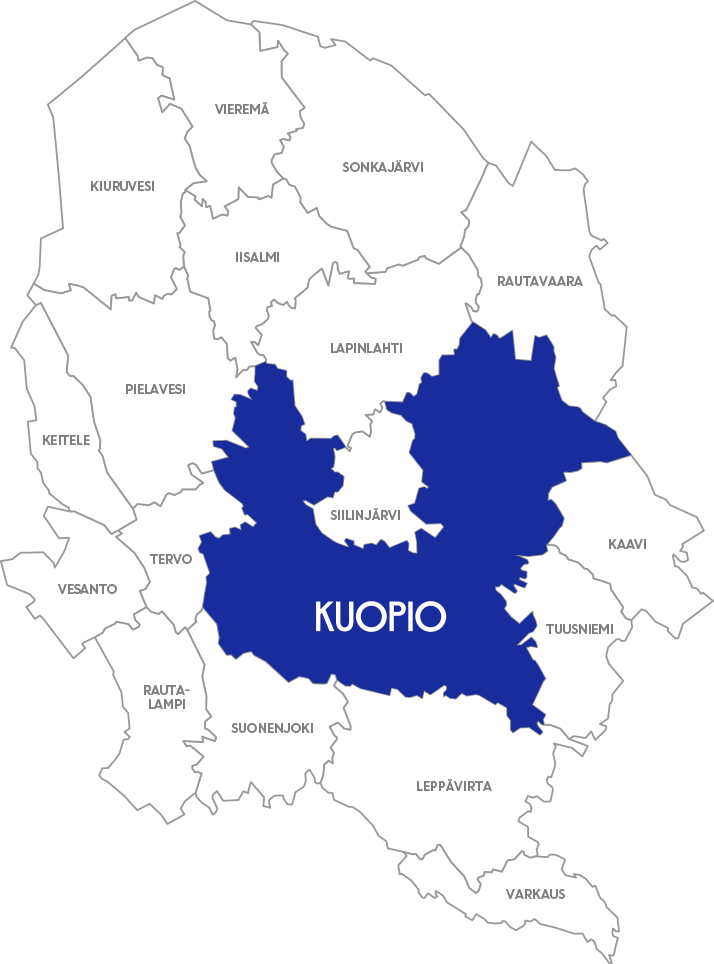 VIEREMÄ
SONKAJÄRVI
KIURUVESI
IISALMI
RAUTAVAARA
LAPINLAHTI
PIELAVESI
KEITELE
SIILINJÄRVI
KAAVI
TERVO
VESANTO
KUOPIO
TUUSNIEMI
RAUTA-
LAMPI
SUONENJOKI
LEPPÄVIRTA
VARKAUS